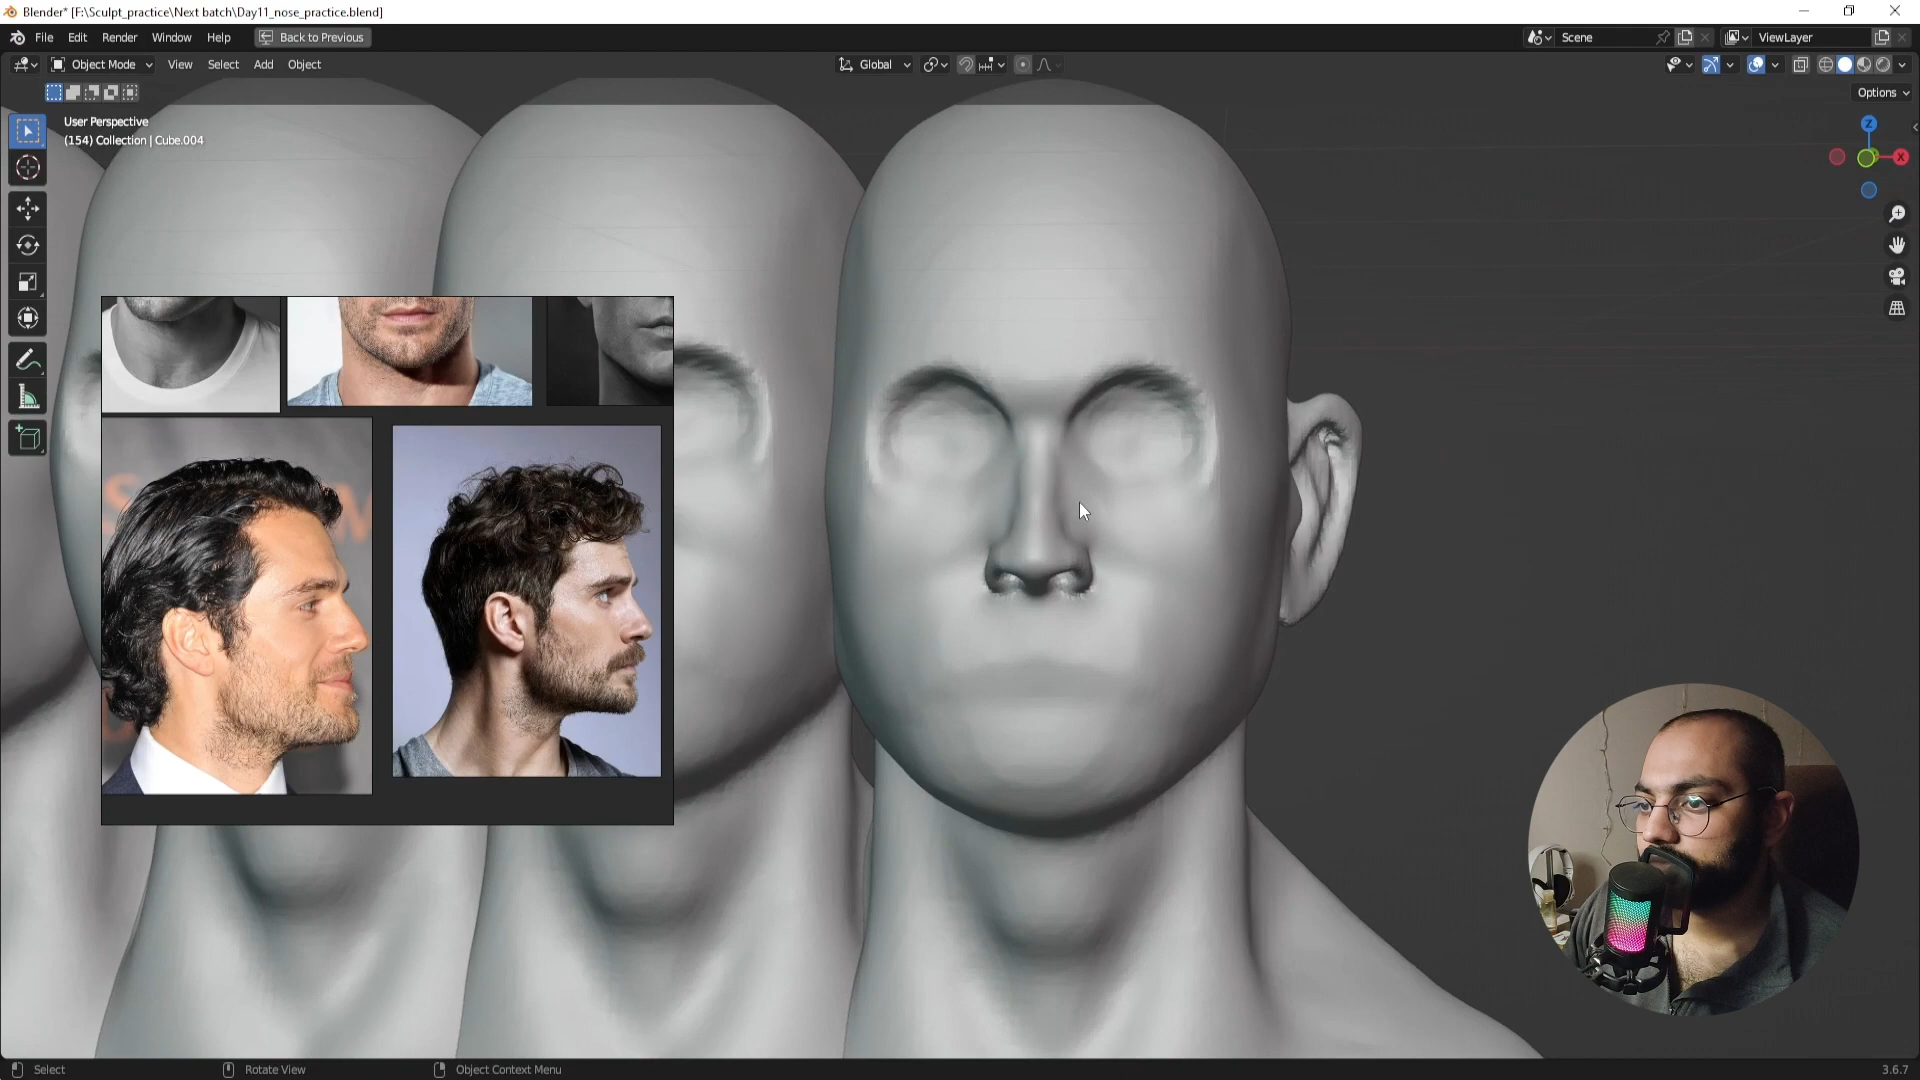 Blender* [F:\Sculpt_practice\Next batch\Day11_nose_practice.blend]
File Edit Render Window Help Back to Previous Scene ViewLayer
Object Mode View Select Add Object Global
Options
User Perspective
(154) Collection | Cube.004
Z
X
Select Rotate View Object Context Menu 3.6.7